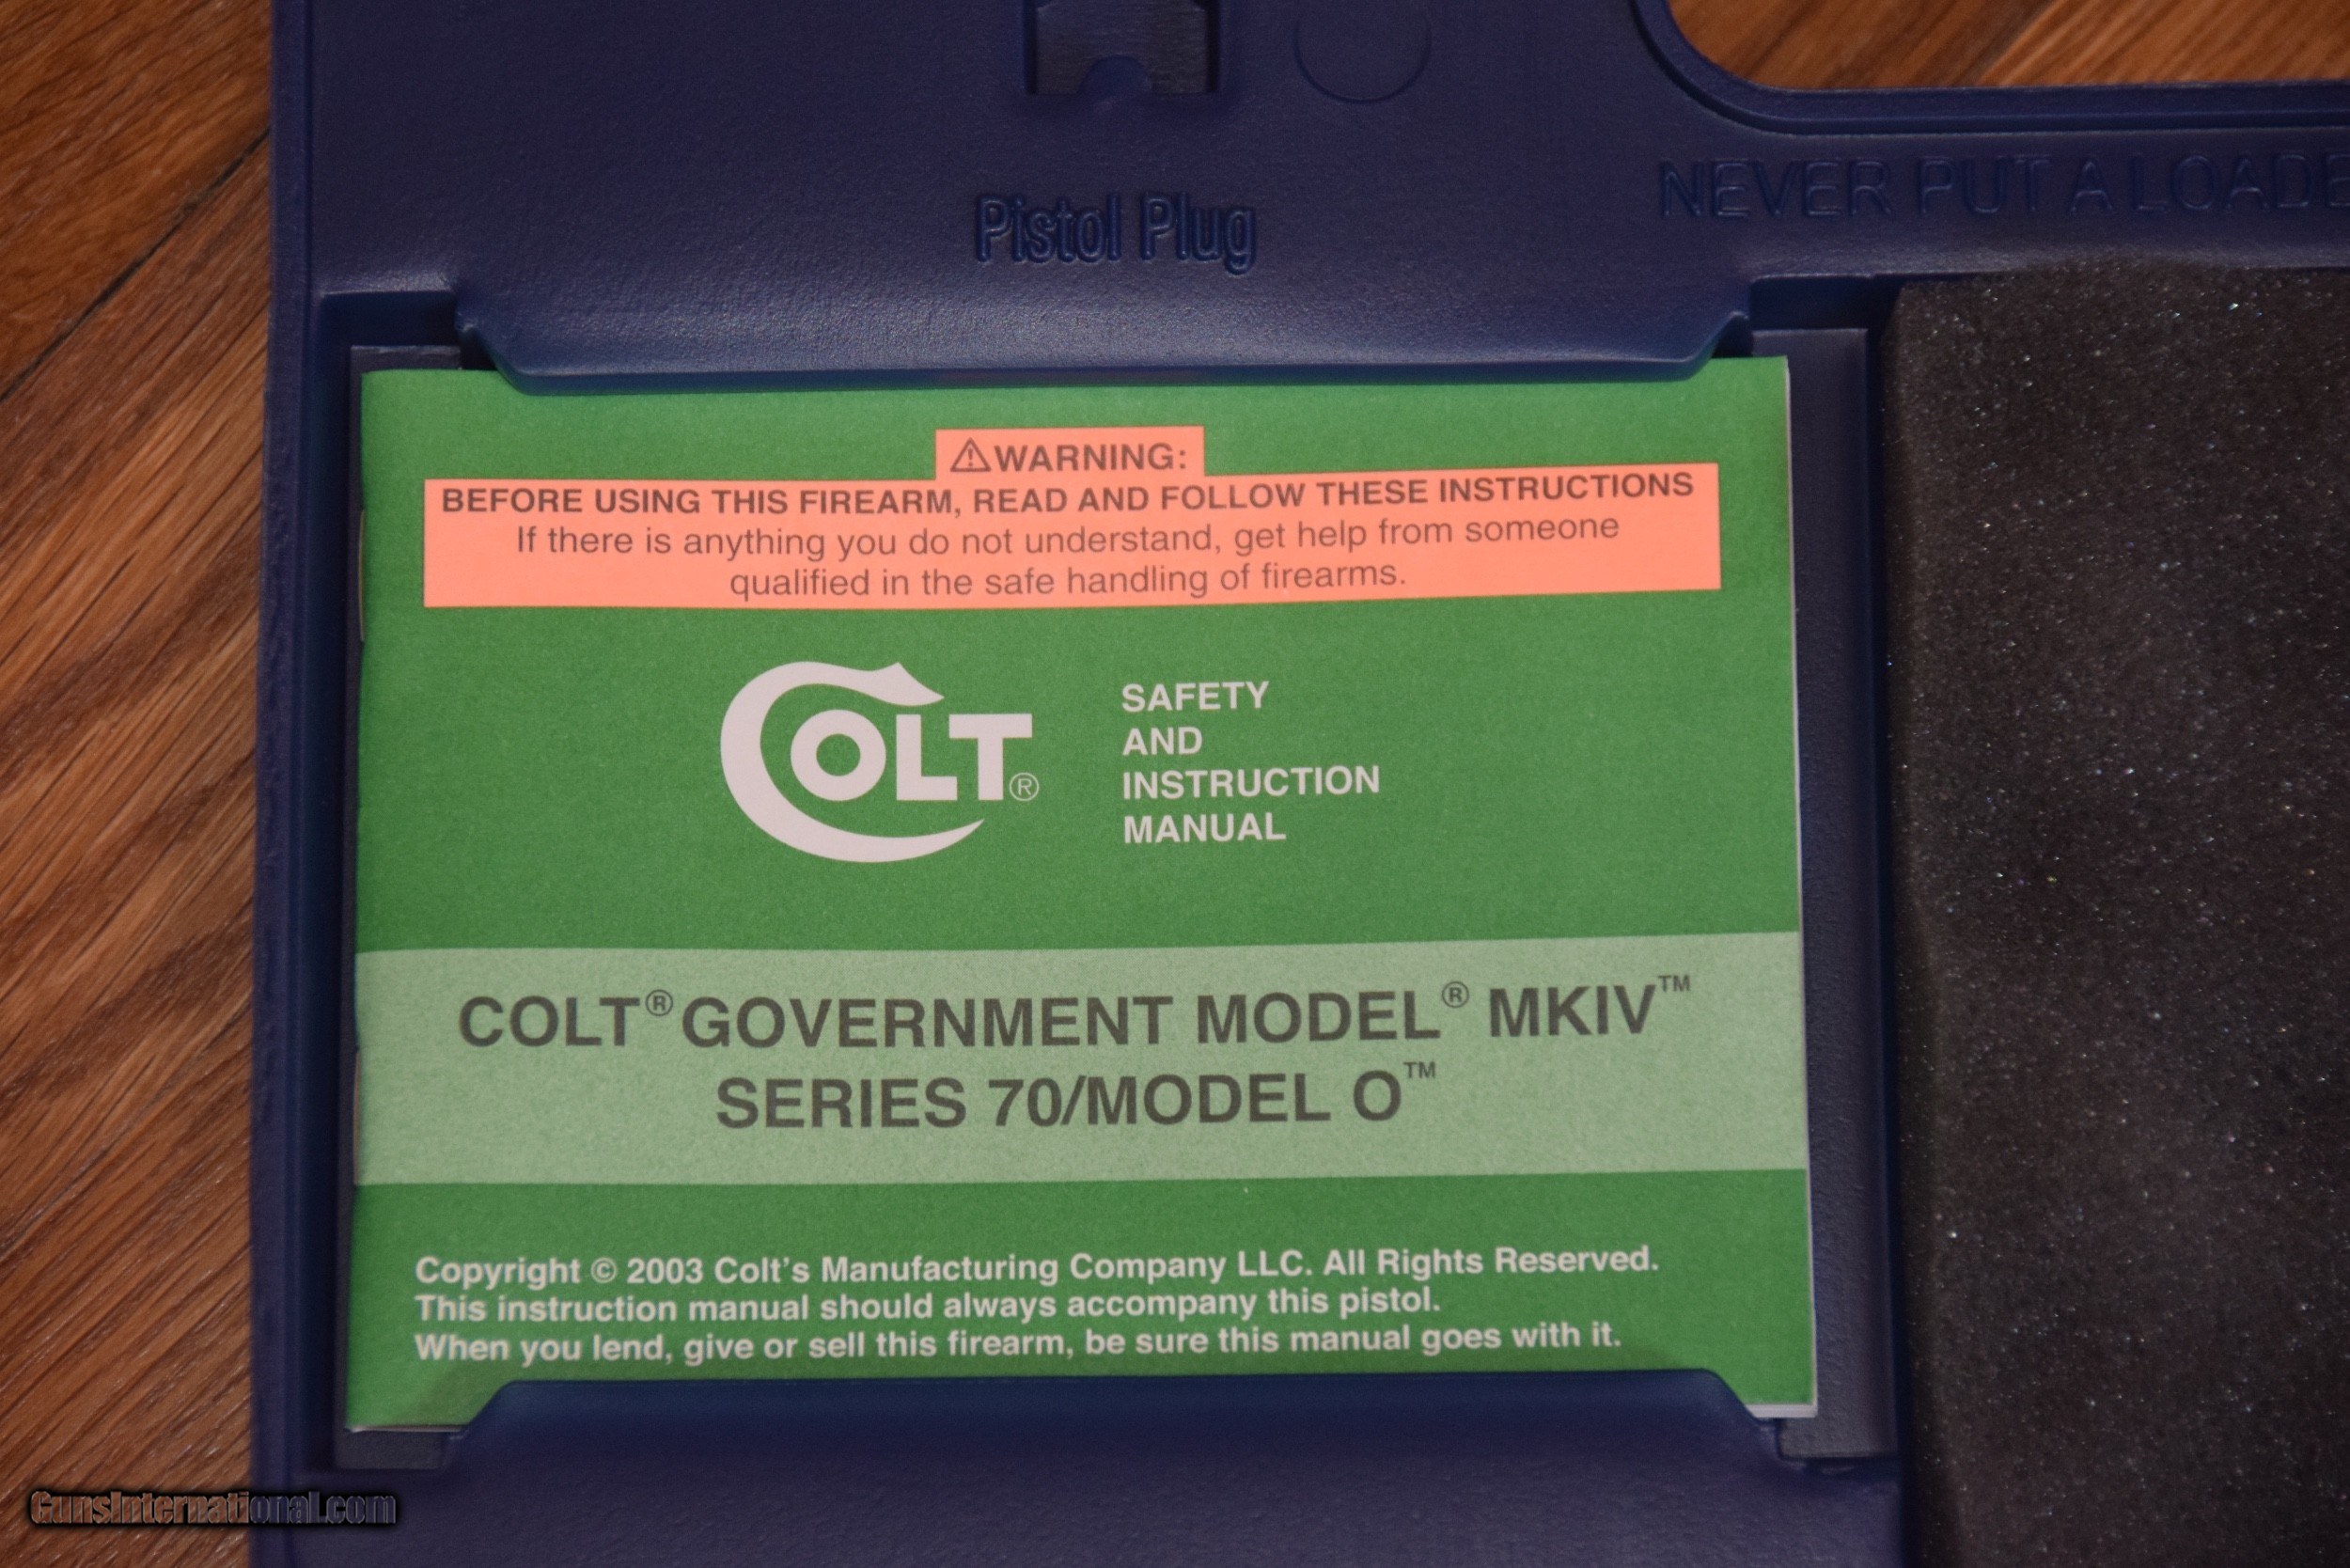 Pistol Plug
NEVER PUT A LOADE
⚠WARNING:
BEFORE USING THIS FIREARM, READ AND FOLLOW THESE INSTRUCTIONS
If there is anything you do not understand, get help from someone
qualified in the safe handling of firearms.
COLT®
SAFETY
AND
INSTRUCTION
MANUAL
COLT® GOVERNMENT MODEL® MKIV™
SERIES 70/MODEL O™
Copyright © 2003 Colt's Manufacturing Company LLC. All Rights Reserved.
This instruction manual should always accompany this pistol.
When you lend, give or sell this firearm, be sure this manual goes with it.
GunsInternational.com